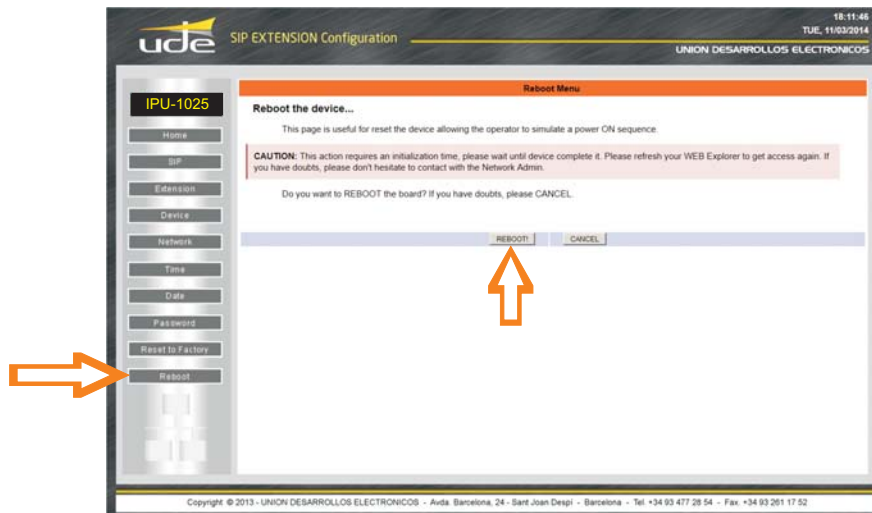 18:11:46
TUE, 11/03/2014
ude
SIP EXTENSION Configuration
UNION DESARROLLOS ELECTRONICOS
IPU-1025
Home
SIP
Extension
Device
Network
Time
Date
Password
Reset to Factory
Reboot
Reboot Menu
Reboot the device...
This page is useful for reset the device allowing the operator to simulate a power ON sequence.
CAUTION: This action requires an initialization time, please wait until device complete it. Please refresh your WEB Explorer to get access again. If
you have doubts, please don't hesitate to contact with the Network Admin.
Do you want to REBOOT the board? If you have doubts, please CANCEL.
REBOOT! CANCEL
Copyright © 2013 - UNION DESARROLLOS ELECTRONICOS - Avda. Barcelona, 24 - Sant Joan Despí - Barcelona - Tel. +34 93 477 28 54 - Fax. +34 93 261 17 52